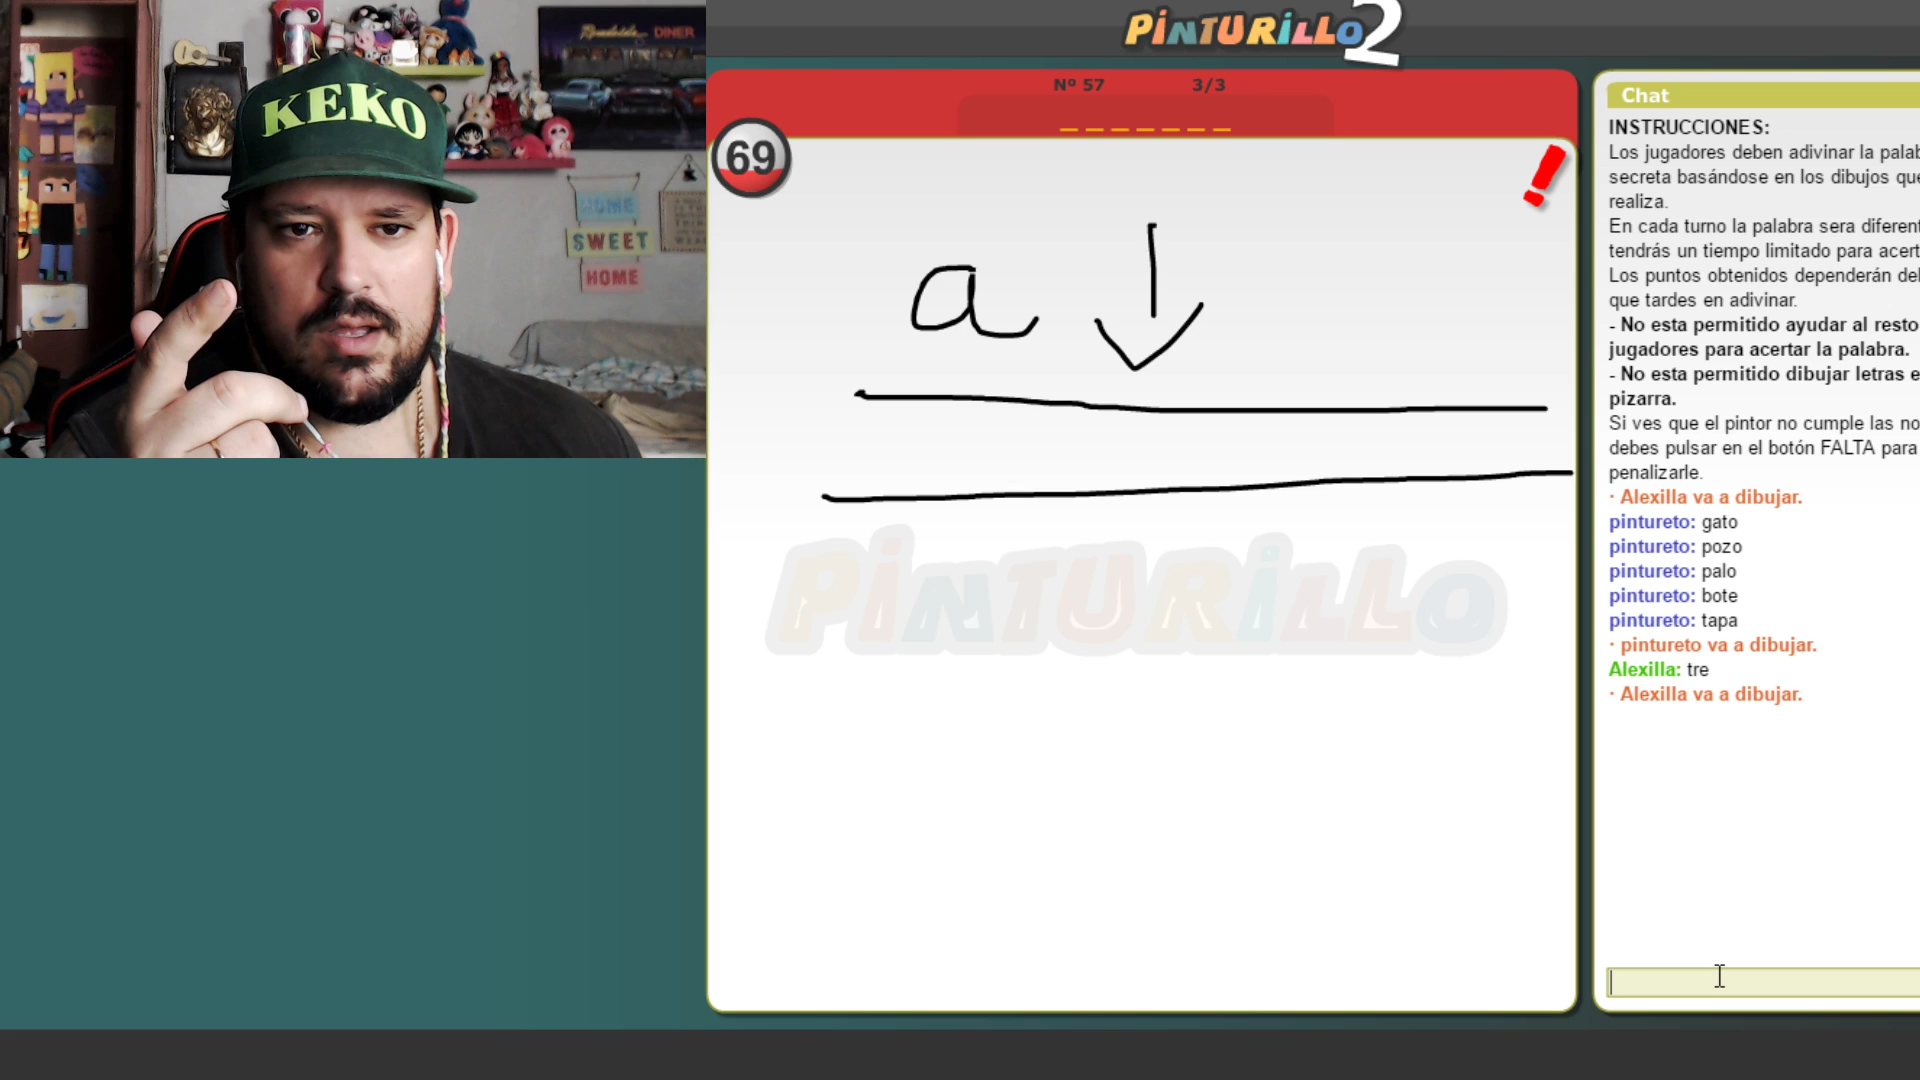 KEKO
Roadside DINER
HOME
SWEET
HOME
PiNTURiLLO2
Nº 57 3/3
69
a
PiNTURiLLO
Chat
INSTRUCCIONES:
Los jugadores deben adivinar la palab
secreta basándose en los dibujos que
realiza.
En cada turno la palabra sera diferent
tendrás un tiempo limitado para acert
Los puntos obtenidos dependerán del
que tardes en adivinar.
- No esta permitido ayudar al resto
jugadores para acertar la palabra.
- No esta permitido dibujar letras e
pizarra.
Si ves que el pintor no cumple las no
debes pulsar en el botón FALTA para
penalizarle.
· Alexilla va a dibujar.
pintureto: gato
pintureto: pozo
pintureto: palo
pintureto: bote
pintureto: tapa
· pintureto va a dibujar.
Alexilla: tre
· Alexilla va a dibujar.